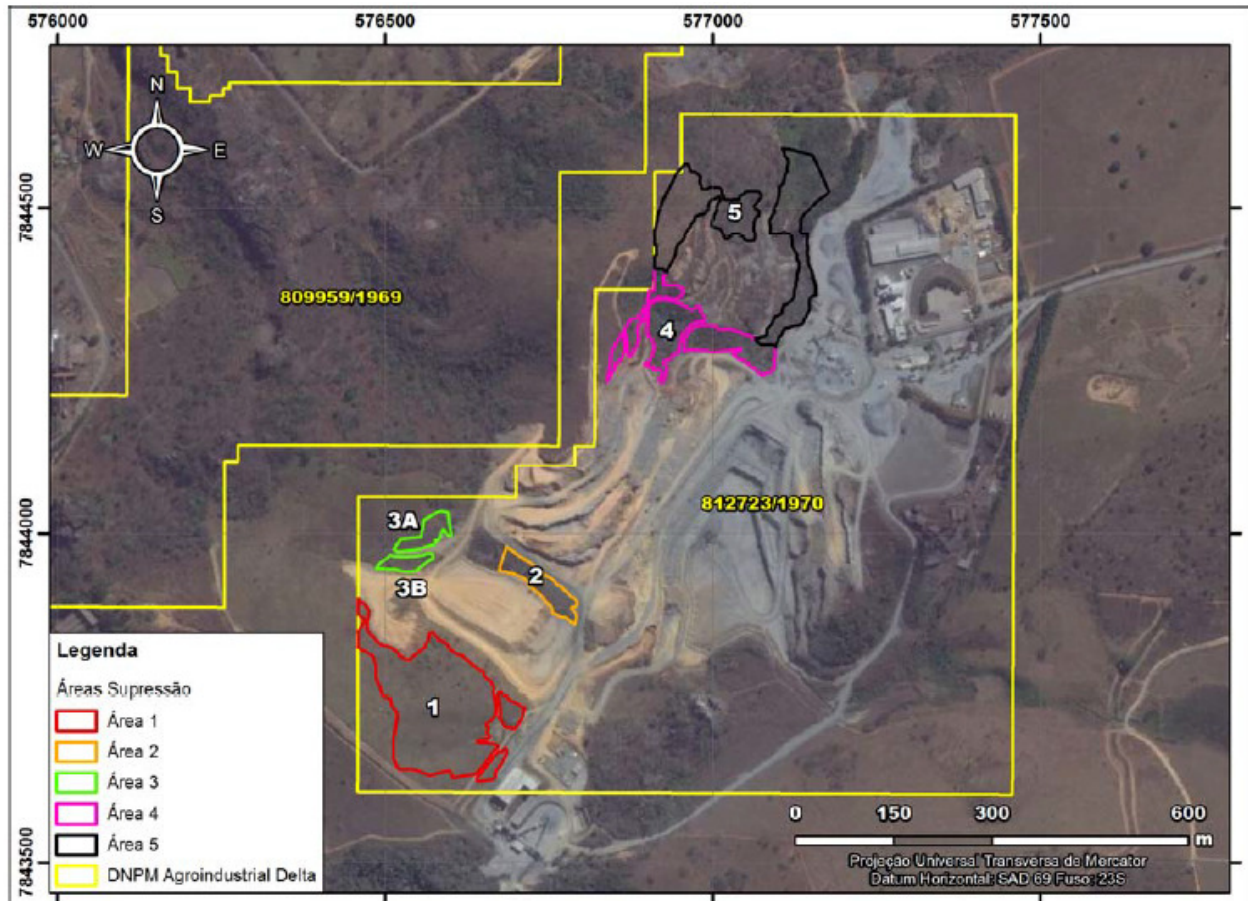 576000 576500 577000 577500
N
W E
S
7844500
5
809959/1969
4
7844000
812723/1970
3A
2
3B
1
Legenda
Áreas Supressão
Área 1
Área 2
Área 3
Área 4
Área 5
DNPM Agroindustrial Delta
0 150 300 600
m
Projeção Universal Transversa de Mercator
Datum Horizontal: SAD 69 Fuso: 23S
7843500